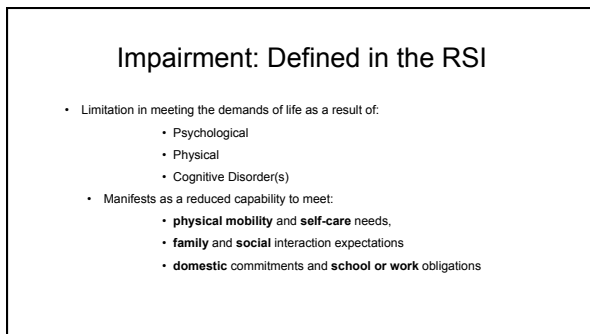 Impairment: Defined in the RSI
• Limitation in meeting the demands of life as a result of:
• Psychological
• Physical
• Cognitive Disorder(s)
• Manifests as a reduced capability to meet:
• physical mobility and self-care needs,
• family and social interaction expectations
• domestic commitments and school or work obligations